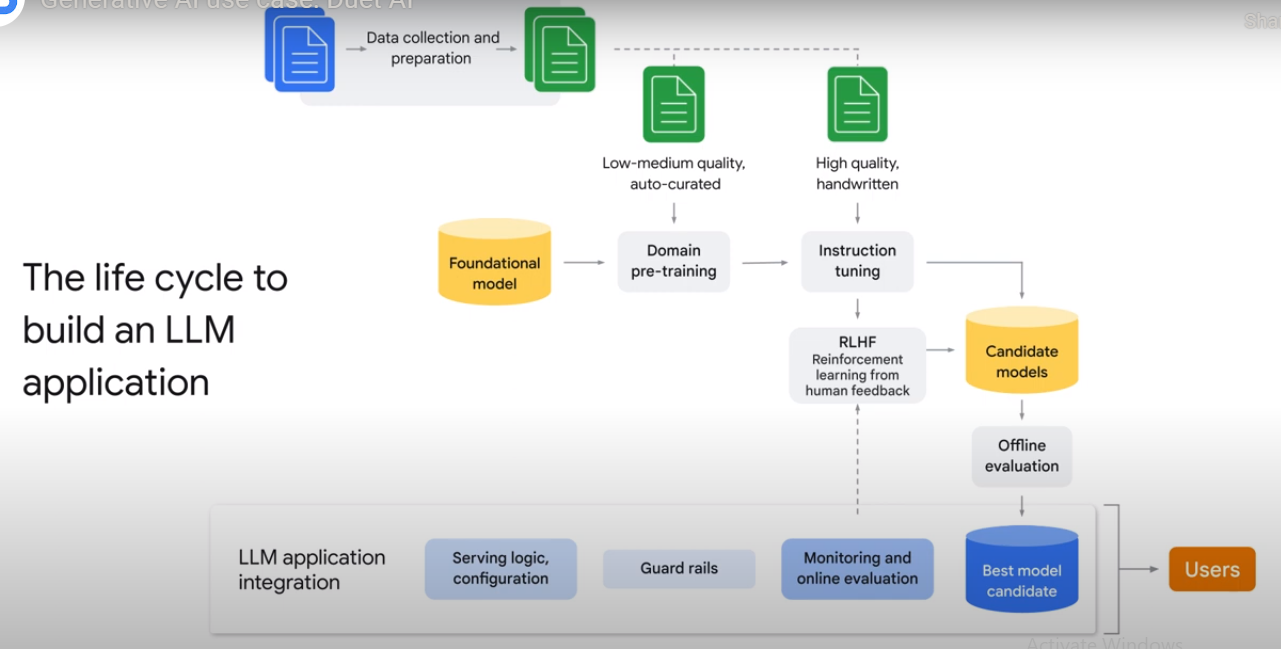 Generative AI use case: Duet AI
Sha
Data collection and
preparation
Low-medium quality,
auto-curated
High quality,
handwritten
The life cycle to
build an LLM
application
Foundational
model
Domain
pre-training
Instruction
tuning
RLHF
Reinforcement
learning from
human feedback
Candidate
models
Offline
evaluation
LLM application
integration
Serving logic,
configuration
Guard rails
Monitoring and
online evaluation
Best model
candidate
Users
Activate Windows